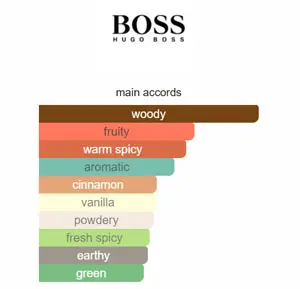 BOSS
HUGO BOSS
main accords
woody
fruity
warm spicy
aromatic
cinnamon
vanilla
powdery
fresh spicy
earthy
green